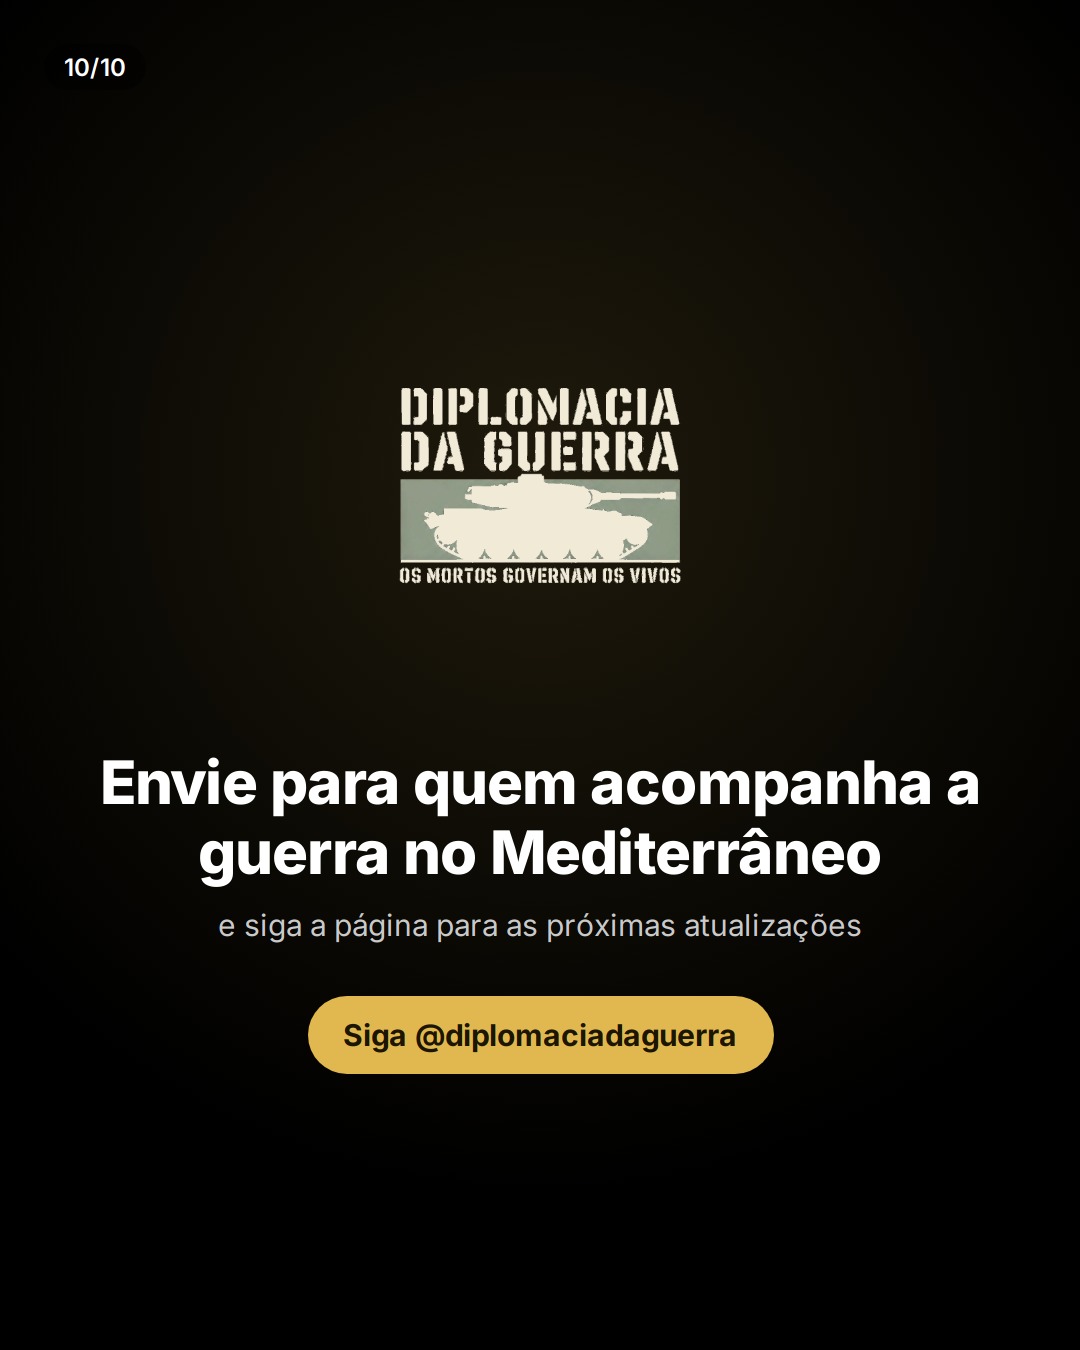 10/10
DIPLOMACIA
DA GUERRA
OS MORTOS GOVERNAM OS VIVOS
Envie para quem acompanha a
guerra no Mediterrâneo
e siga a página para as próximas atualizações
Siga @diplomaciadaguerra